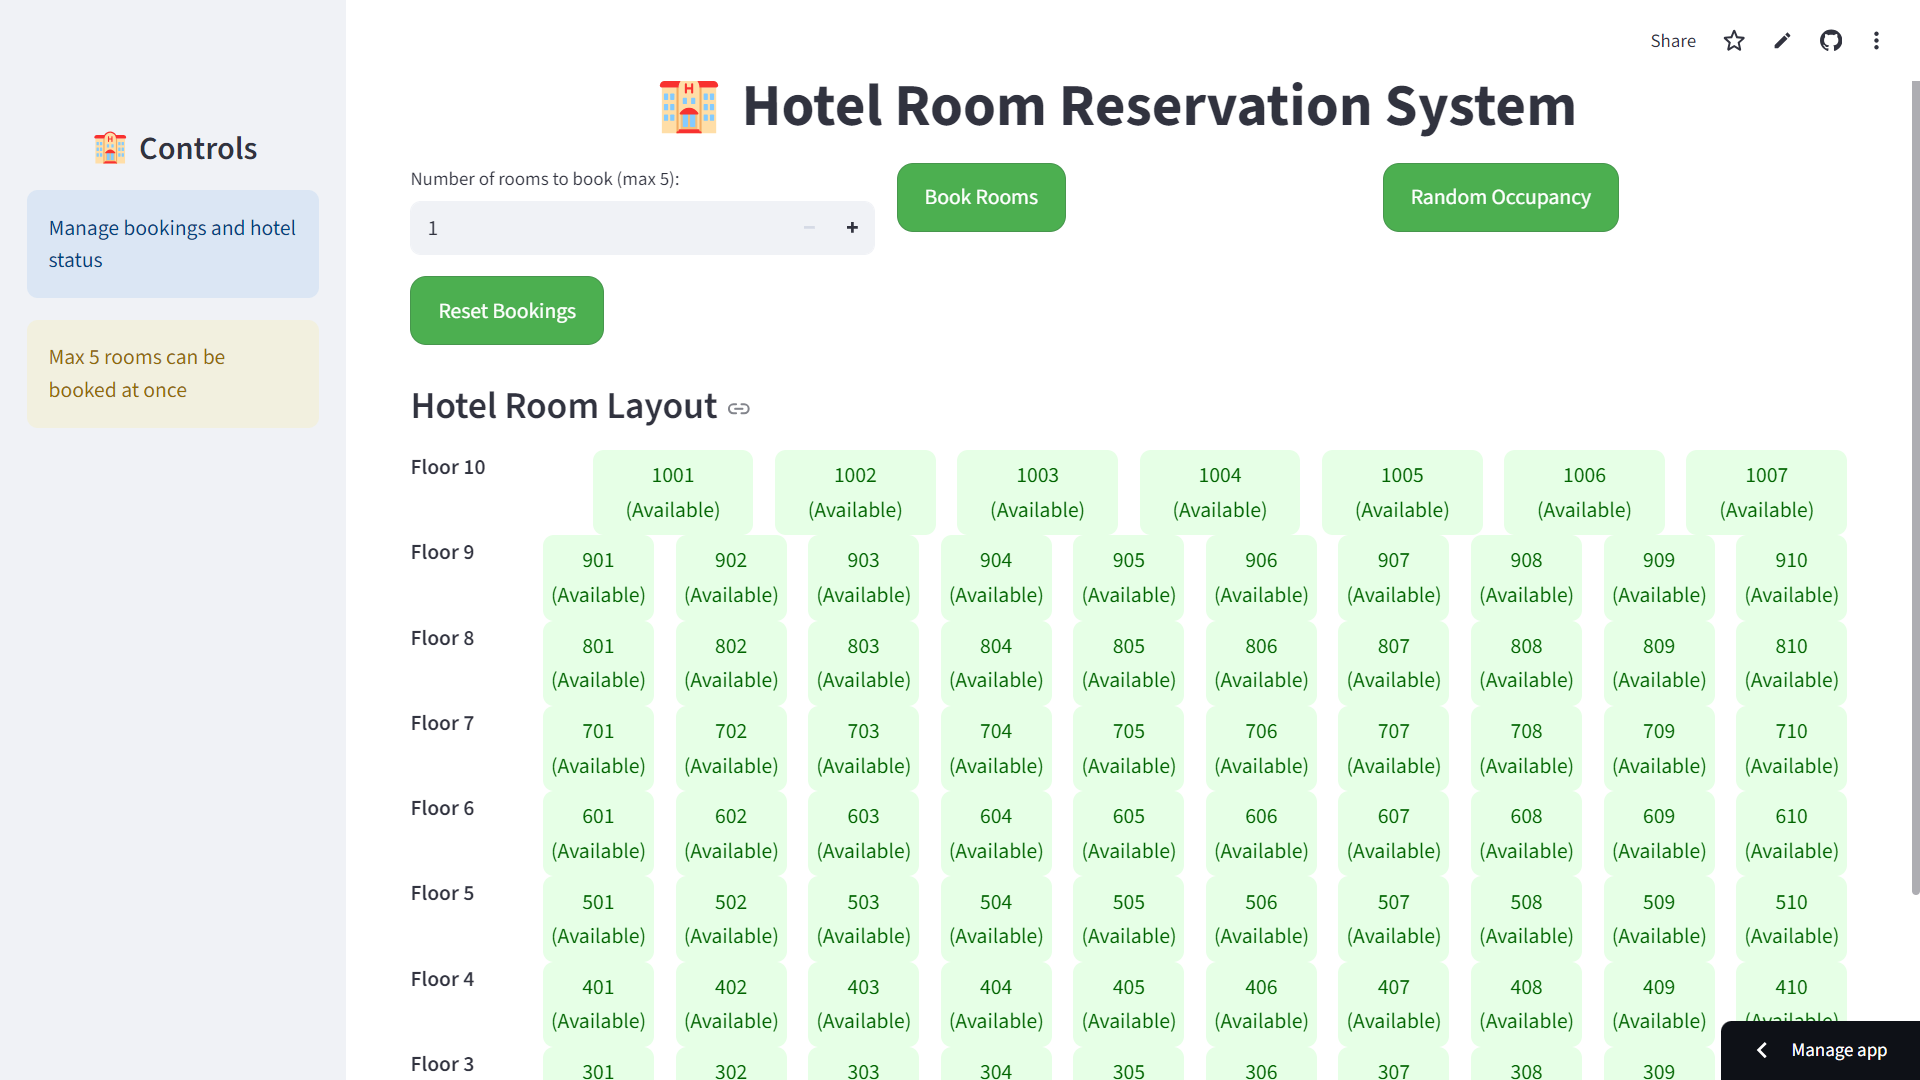 Share
Controls
Manage bookings and hotel
status
Max 5 rooms can be
booked at once
Hotel Room Reservation System
Number of rooms to book (max 5):
1
Book Rooms
Random Occupancy
Reset Bookings
Hotel Room Layout
Floor 10
1001 1002 1003 1004 1005 1006 1007
(Available) (Available) (Available) (Available) (Available) (Available) (Available)
Floor 9
901 902 903 904 905 906 907 908 909 910
(Available) (Available) (Available) (Available) (Available) (Available) (Available) (Available) (Available) (Available)
Floor 8
801 802 803 804 805 806 807 808 809 810
(Available) (Available) (Available) (Available) (Available) (Available) (Available) (Available) (Available) (Available)
Floor 7
701 702 703 704 705 706 707 708 709 710
(Available) (Available) (Available) (Available) (Available) (Available) (Available) (Available) (Available) (Available)
Floor 6
601 602 603 604 605 606 607 608 609 610
(Available) (Available) (Available) (Available) (Available) (Available) (Available) (Available) (Available) (Available)
Floor 5
501 502 503 504 505 506 507 508 509 510
(Available) (Available) (Available) (Available) (Available) (Available) (Available) (Available) (Available) (Available)
Floor 4
401 402 403 404 405 406 407 408 409 410
(Available) (Available) (Available) (Available) (Available) (Available) (Available) (Available) (Available) (Available)
Floor 3
301 302 303 304 305 306 307 308 309
Manage app